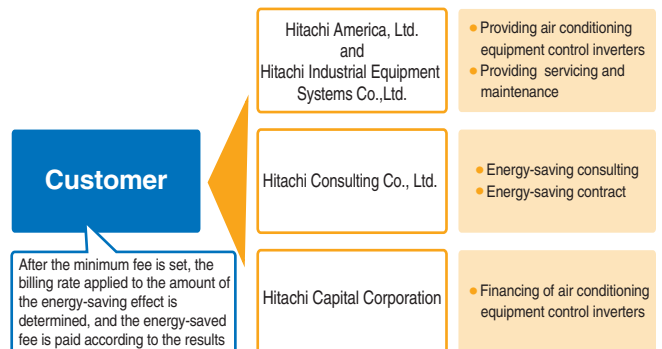 Hitachi America, Ltd.
and
Hitachi Industrial Equipment
Systems Co.,Ltd.
● Providing air conditioning
equipment control inverters
● Providing servicing and
maintenance
Customer
Hitachi Consulting Co., Ltd.
● Energy-saving consulting
● Energy-saving contract
After the minimum fee is set, the
billing rate applied to the amount of
the energy-saving effect is
determined, and the energy-saved
fee is paid according to the results
Hitachi Capital Corporation
● Financing of air conditioning
equipment control inverters